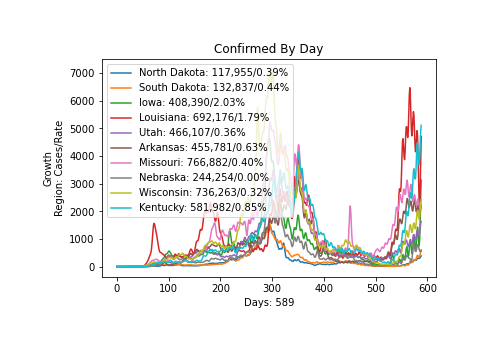 Confirmed By Day
Growth
Region: Cases/Rate
7000
6000
5000
4000
3000
2000
1000
0
North Dakota: 117,955/0.39%
South Dakota: 132,837/0.44%
Iowa: 408,390/2.03%
Louisiana: 692,176/1.79%
Utah: 466,107/0.36%
Arkansas: 455,781/0.63%
Missouri: 766,882/0.40%
Nebraska: 244,254/0.00%
Wisconsin: 736,263/0.32%
Kentucky: 581,982/0.85%
0 100 200 300 400 500 600
Days: 589